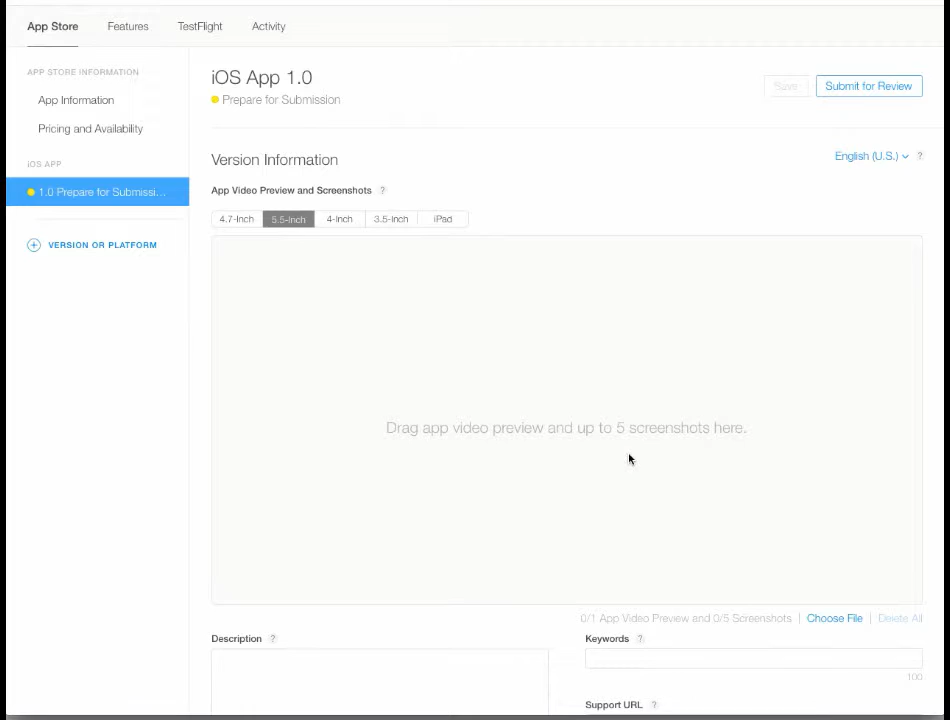 App Store Features TestFlight Activity
APP STORE INFORMATION
App Information
Pricing and Availability
iOS APP
1.0 Prepare for Submissi...
VERSION OR PLATFORM
iOS App 1.0
Prepare for Submission
Save
Submit for Review
Version Information
English (U.S.)
?
App Video Preview and Screenshots ?
4.7-Inch 5.5-Inch 4-Inch 3.5-Inch iPad
Drag app video preview and up to 5 screenshots here.
0/1 App Video Preview and 0/5 Screenshots | Choose File | Delete All
Description ?
Keywords ?
100
Support URL ?